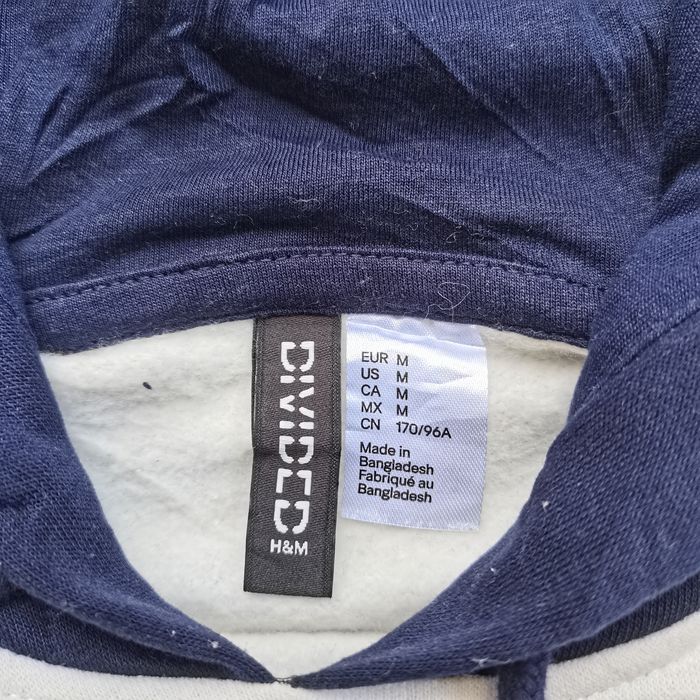 DIVIDED
H&M
EUR M
US M
CA M
MX M
CN 170/96A
Made in
Bangladesh
Fabriqué au
Bangladesh